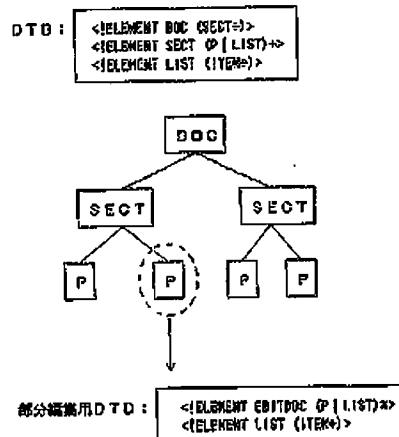 DTD: <!ELEMENT DOC (SECT+)>
<!ELEMENT SECT (P|LIST)+>
<!ELEMENT LIST (ITEM+)>
DOC
SECT SECT
P P P P
部分編集用DTD: <!ELEMENT EDITDOC (P|LIST)*>
<!ELEMENT LIST (ITEM+)>